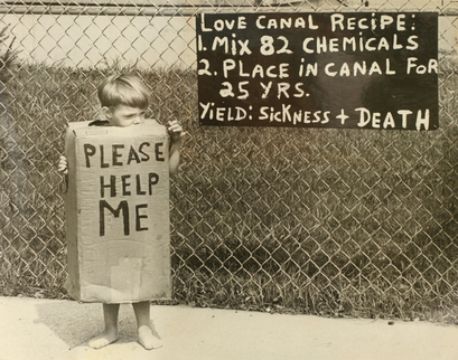 LOVE CANAL RECIPE:
1. MIX 82 CHEMICALS
2. PLACE IN CANAL FOR
25 YRS.
YIELD: SICKNESS + DEATH
PLEASE
HELP
ME